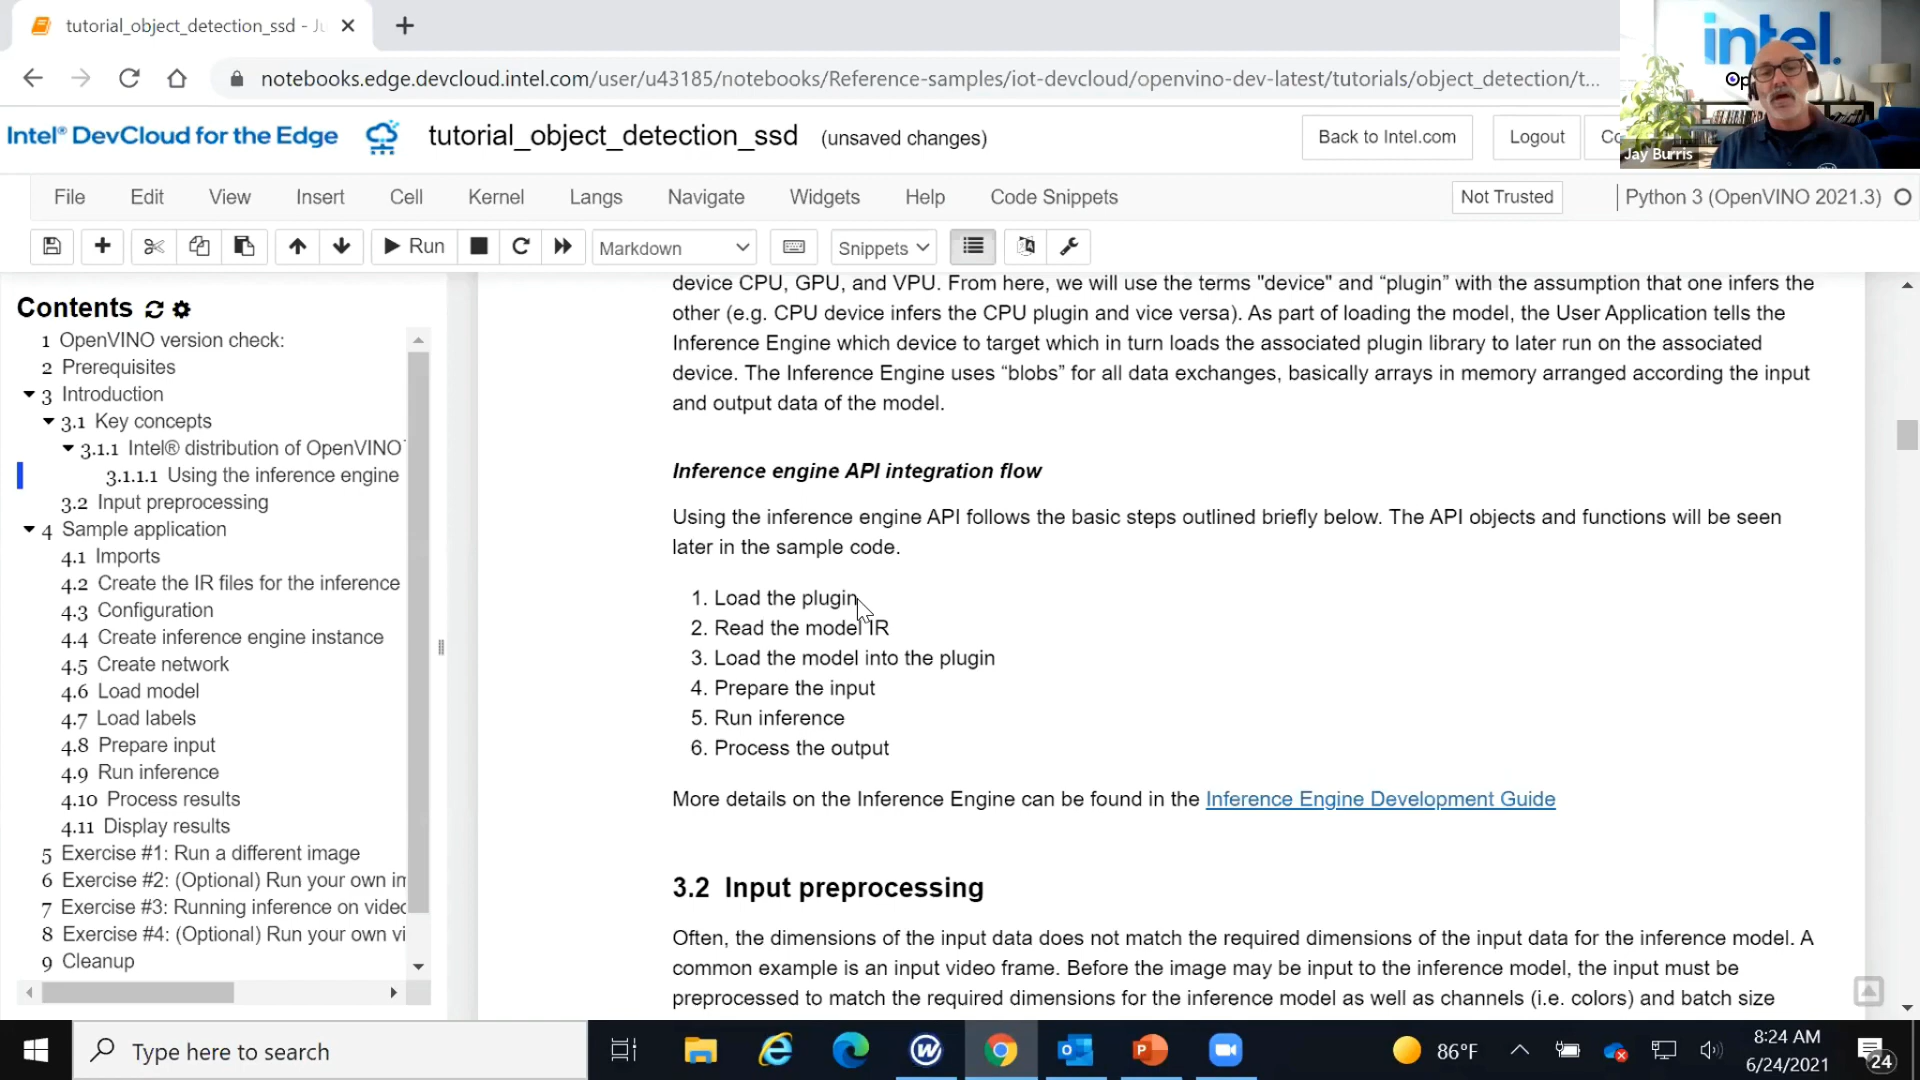 tutorial_object_detection_ssd - Ju
notebooks.edge.devcloud.intel.com/user/u43185/notebooks/Reference-samples/iot-devcloud/openvino-dev-latest/tutorials/object_detection/t...
intel.
Op
Jay Burris
Intel® DevCloud for the Edge
tutorial_object_detection_ssd (unsaved changes)
Back to Intel.com
Logout
Co
File Edit View Insert Cell Kernel Langs Navigate Widgets Help Code Snippets
Not Trusted
Python 3 (OpenVINO 2021.3)
Run
Markdown
Snippets
Contents
1 OpenVINO version check:
2 Prerequisites
3 Introduction
3.1 Key concepts
3.1.1 Intel® distribution of OpenVINO
3.1.1.1 Using the inference engine
3.2 Input preprocessing
4 Sample application
4.1 Imports
4.2 Create the IR files for the inference
4.3 Configuration
4.4 Create inference engine instance
4.5 Create network
4.6 Load model
4.7 Load labels
4.8 Prepare input
4.9 Run inference
4.10 Process results
4.11 Display results
5 Exercise #1: Run a different image
6 Exercise #2: (Optional) Run your own im
7 Exercise #3: Running inference on video
8 Exercise #4: (Optional) Run your own vi
9 Cleanup
device CPU, GPU, and VPU. From here, we will use the terms "device" and “plugin” with the assumption that one infers the
other (e.g. CPU device infers the CPU plugin and vice versa). As part of loading the model, the User Application tells the
Inference Engine which device to target which in turn loads the associated plugin library to later run on the associated
device. The Inference Engine uses “blobs” for all data exchanges, basically arrays in memory arranged according the input
and output data of the model.
Inference engine API integration flow
Using the inference engine API follows the basic steps outlined briefly below. The API objects and functions will be seen
later in the sample code.
1. Load the plugin
2. Read the model IR
3. Load the model into the plugin
4. Prepare the input
5. Run inference
6. Process the output
More details on the Inference Engine can be found in the Inference Engine Development Guide
3.2 Input preprocessing
Often, the dimensions of the input data does not match the required dimensions of the input data for the inference model. A
common example is an input video frame. Before the image may be input to the inference model, the input must be
preprocessed to match the required dimensions for the inference model as well as channels (i.e. colors) and batch size
Type here to search
86°F
8:24 AM
6/24/2021
24